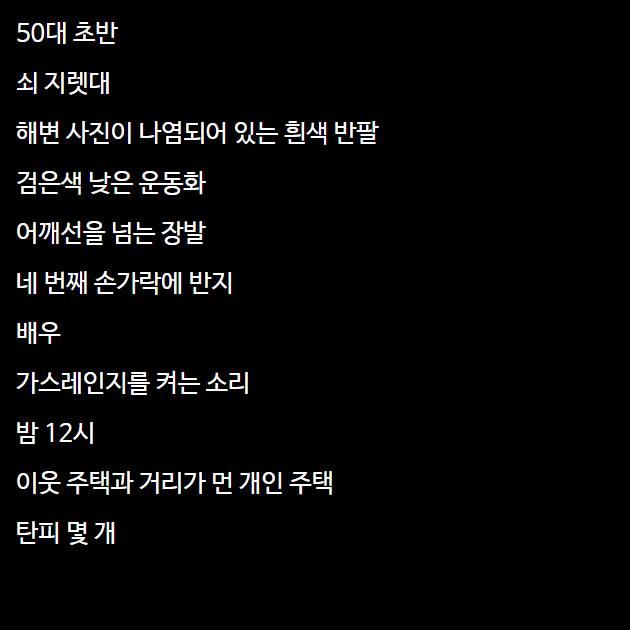 50대 초반
쇠 지렛대
해변 사진이 나염되어 있는 흰색 반팔
검은색 낮은 운동화
어깨선을 넘는 장발
네 번째 손가락에 반지
배우
가스레인지를 켜는 소리
밤 12시
이웃 주택과 거리가 먼 개인 주택
탄피 몇 개